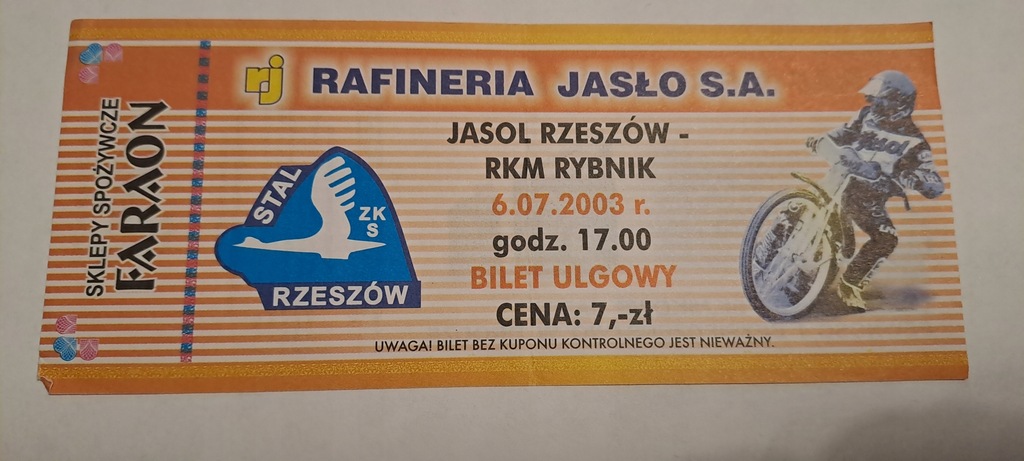 SKLEPY SPOŻYWCZE
FARAON
rj RAFINERIA JASŁO S.A.
STAL
ZK
S
RZESZÓW
JASOL RZESZÓW -
RKM RYBNIK
6.07.2003 r.
godz. 17.00
BILET ULGOWY
CENA: 7,-zł
UWAGA! BILET BEZ KUPONU KONTROLNEGO JEST NIEWAŻNY.